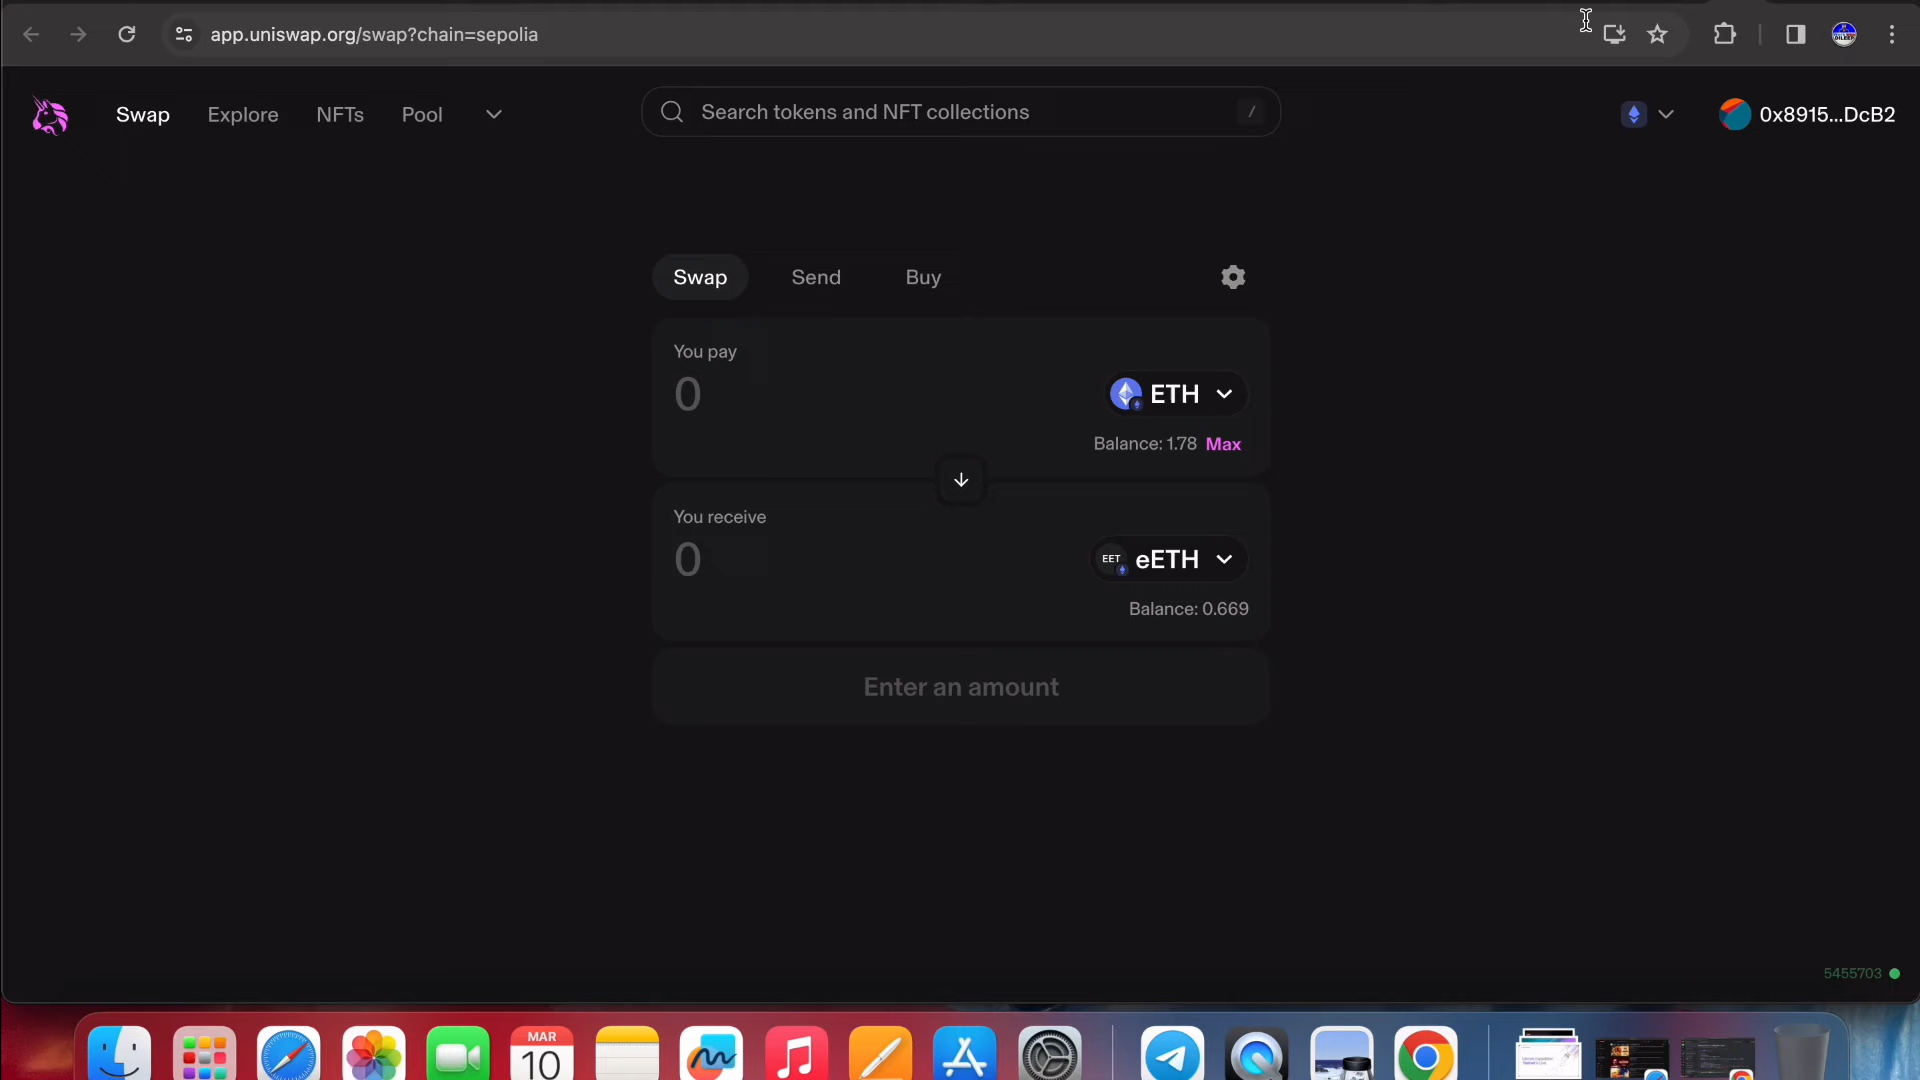 app.uniswap.org/swap?chain=sepolia
Swap
Explore
NFTs
Pool
Search tokens and NFT collections
/
0x8915...DcB2
Swap
Send
Buy
You pay
0
ETH
Balance: 1.78 Max
You receive
0
EET
eETH
Balance: 0.669
Enter an amount
5455703
MAR
10